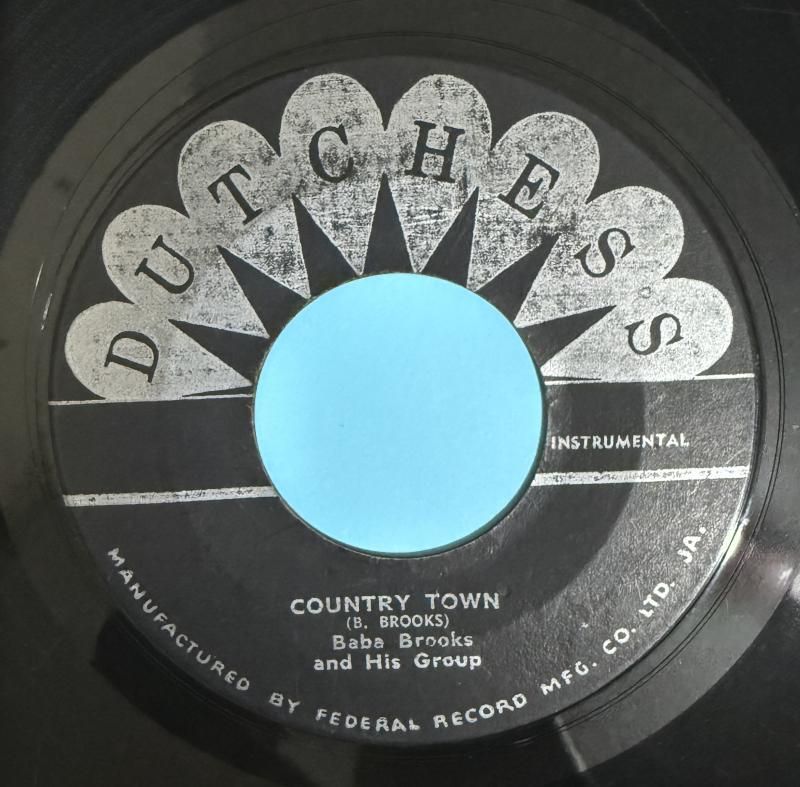 DUTCHESS
INSTRUMENTAL
COUNTRY TOWN
(B. BROOKS)
Baba Brooks
and His Group
MANUFACTURED BY FEDERAL RECORD MFG. CO. LTD. JA.